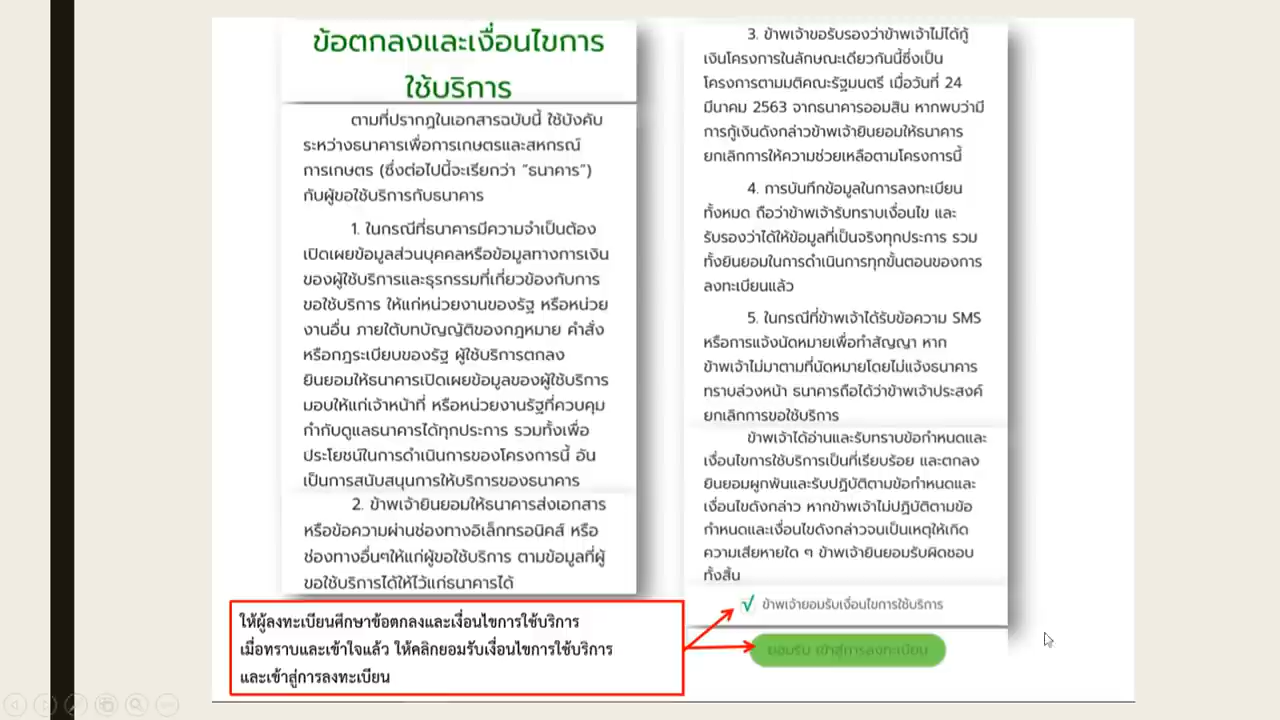 ข้อตกลงและเงื่อนไขการ
ใช้บริการ
ตามที่ปรากฏในเอกสารฉบับนี้ ใช้บังคับ
ระหว่างธนาคารเพื่อการเกษตรและสหกรณ์
การเกษตร (ซึ่งต่อไปนี้จะเรียกว่า “ธนาคาร”)
กับผู้ขอใช้บริการกับธนาคาร
1. ในกรณีที่ธนาคารมีความจำเป็นต้อง
เปิดเผยข้อมูลส่วนบุคคลหรือข้อมูลทางการเงิน
ของผู้ใช้บริการและธุรกรรมที่เกี่ยวข้องกับการ
ขอใช้บริการ ให้แก่หน่วยงานของรัฐ หรือหน่วย
งานอื่น ภายใต้บทบัญญัติของกฎหมาย คำสั่ง
หรือกฎระเบียบของรัฐ ผู้ใช้บริการตกลง
ยินยอมให้ธนาคารเปิดเผยข้อมูลของผู้ใช้บริการ
มอบให้แก่เจ้าหน้าที่ หรือหน่วยงานรัฐที่ควบคุม
กำกับดูแลธนาคารได้ทุกประการ รวมทั้งเพื่อ
ประโยชน์ในการดำเนินการของโครงการนี้ อัน
เป็นการสนับสนุนการให้บริการของธนาคาร
2. ข้าพเจ้ายินยอมให้ธนาคารส่งเอกสาร
หรือข้อความผ่านช่องทางอิเล็กทรอนิคส์ หรือ
ช่องทางอื่นๆให้แก่ผู้ขอใช้บริการ ตามข้อมูลที่ผู้
ขอใช้บริการได้ให้ไว้แก่ธนาคารได้
3. ข้าพเจ้าขอรับรองว่าข้าพเจ้าไม่ได้กู้
เงินโครงการในลักษณะเดียวกันนี้ซึ่งเป็น
โครงการตามมติคณะรัฐมนตรี เมื่อวันที่ 24
มีนาคม 2563 จากธนาคารออมสิน หากพบว่ามี
การกู้เงินดังกล่าวข้าพเจ้ายินยอมให้ธนาคาร
ยกเลิกการให้ความช่วยเหลือตามโครงการนี้
4. การบันทึกข้อมูลในการลงทะเบียน
ทั้งหมด ถือว่าข้าพเจ้ารับทราบเงื่อนไข และ
รับรองว่าได้ให้ข้อมูลที่เป็นจริงทุกประการ รวม
ทั้งยินยอมในการดำเนินการทุกขั้นตอนของการ
ลงทะเบียนแล้ว
5. ในกรณีที่ข้าพเจ้าได้รับข้อความ SMS
หรือการแจ้งนัดหมายเพื่อทำสัญญา หาก
ข้าพเจ้าไม่มาตามที่นัดหมายโดยไม่แจ้งธนาคาร
ทราบล่วงหน้า ธนาคารถือได้ว่าข้าพเจ้าประสงค์
ยกเลิกการขอใช้บริการ
ข้าพเจ้าได้อ่านและรับทราบข้อกำหนดและ
เงื่อนไขการใช้บริการเป็นที่เรียบร้อย และตกลง
ยินยอมผูกพันและรับปฏิบัติตามข้อกำหนดและ
เงื่อนไขดังกล่าว หากข้าพเจ้าไม่ปฏิบัติตามข้อ
กำหนดและเงื่อนไขดังกล่าวจนเป็นเหตุให้เกิด
ความเสียหายใด ๆ ข้าพเจ้ายินยอมรับผิดชอบ
ทั้งสิ้น
√ ข้าพเจ้ายอมรับเงื่อนไขการใช้บริการ
ยอมรับ เข้าสู่การลงทะเบียน
ให้ผู้ลงทะเบียนศึกษาข้อตกลงและเงื่อนไขการใช้บริการ
เมื่อทราบและเข้าใจแล้ว ให้คลิกยอมรับเงื่อนไขการใช้บริการ
และเข้าสู่การลงทะเบียน